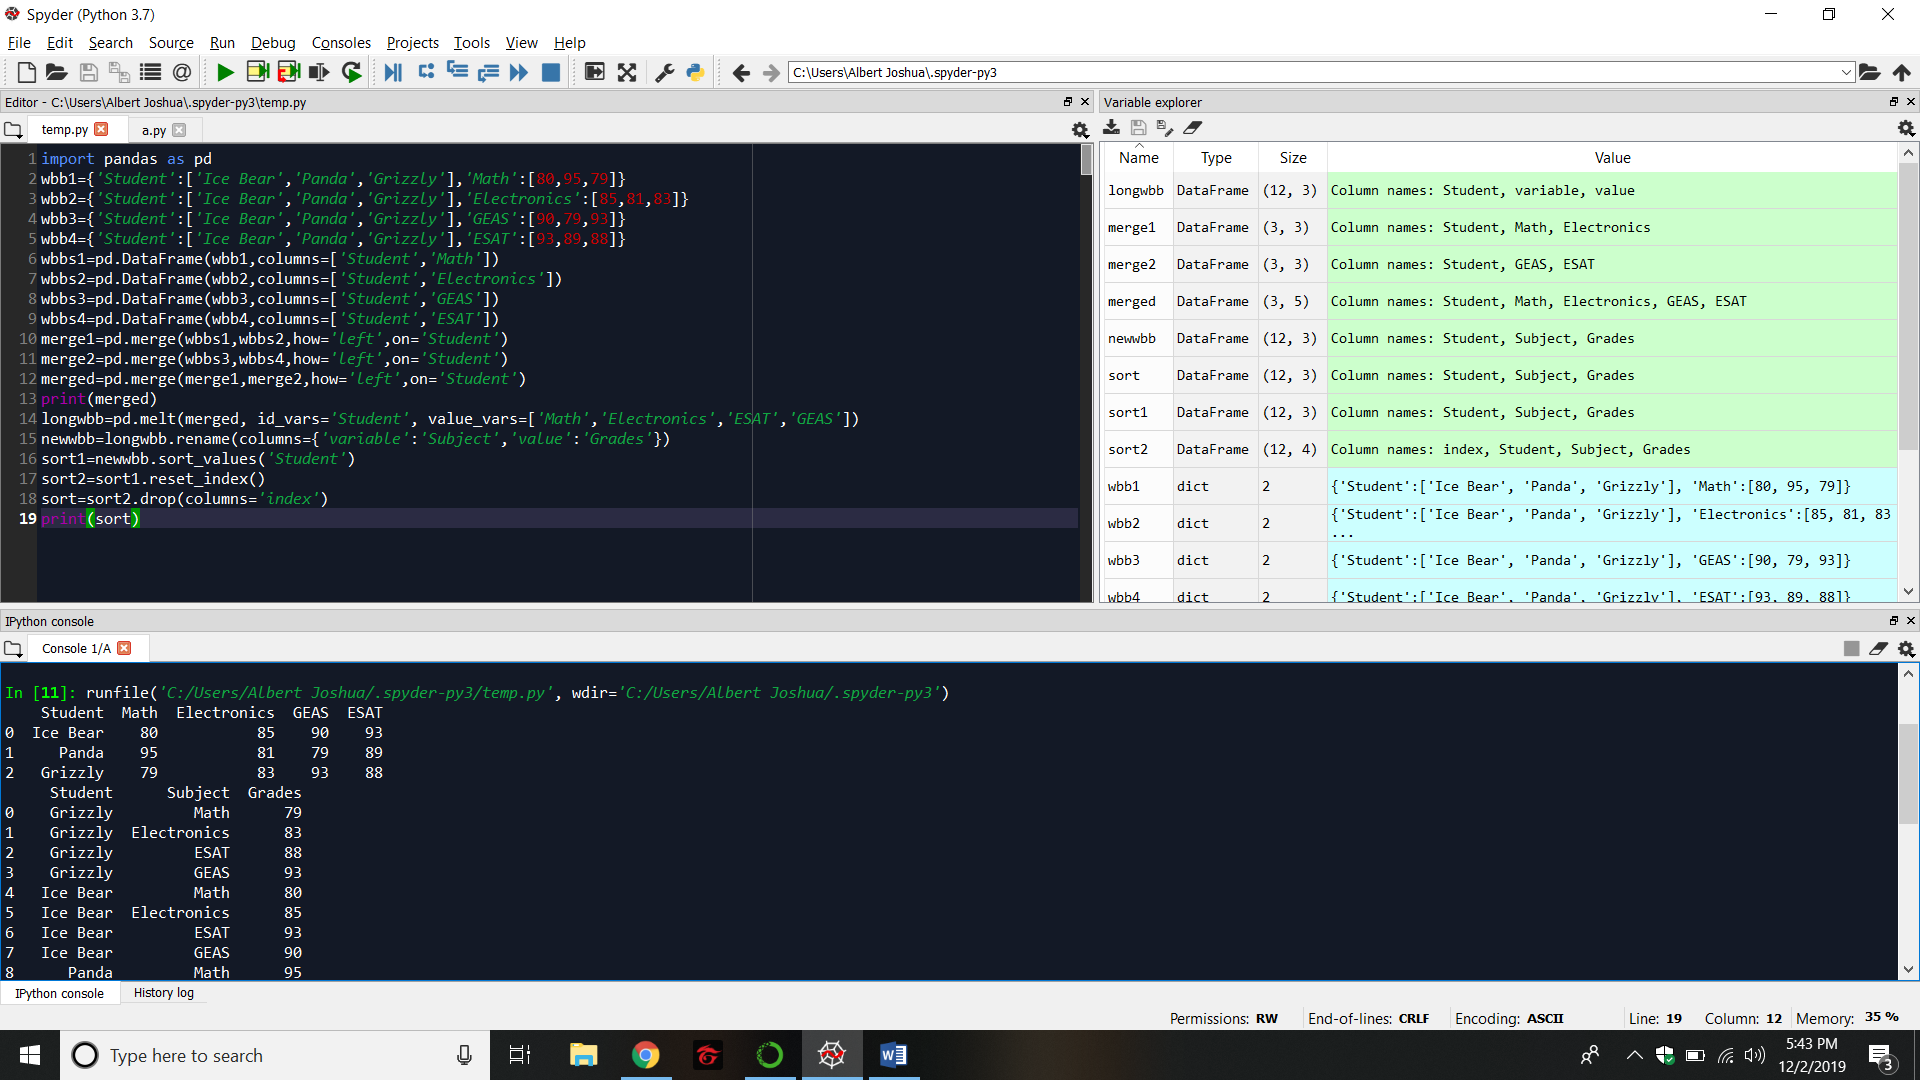 Spyder (Python 3.7)
File Edit Search Source Run Debug Consoles Projects Tools View Help
C:\Users\Albert Joshua\.spyder-py3
Editor - C:\Users\Albert Joshua\.spyder-py3\temp.py
temp.py a.py
1 import pandas as pd
2 wbb1={'Student':['Ice Bear','Panda','Grizzly'],'Math':[80,95,79]}
3 wbb2={'Student':['Ice Bear','Panda','Grizzly'],'Electronics':[85,81,83]}
4 wbb3={'Student':['Ice Bear','Panda','Grizzly'],'GEAS':[90,79,93]}
5 wbb4={'Student':['Ice Bear','Panda','Grizzly'],'ESAT':[93,89,88]}
6 wbbs1=pd.DataFrame(wbb1,columns=['Student','Math'])
7 wbbs2=pd.DataFrame(wbb2,columns=['Student','Electronics'])
8 wbbs3=pd.DataFrame(wbb3,columns=['Student','GEAS'])
9 wbbs4=pd.DataFrame(wbb4,columns=['Student','ESAT'])
10 merge1=pd.merge(wbbs1,wbbs2,how='left',on='Student')
11 merge2=pd.merge(wbbs3,wbbs4,how='left',on='Student')
12 merged=pd.merge(merge1,merge2,how='left',on='Student')
13 print(merged)
14 longwbb=pd.melt(merged, id_vars='Student', value_vars=['Math','Electronics','ESAT','GEAS'])
15 newwbb=longwbb.rename(columns={'variable':'Subject','value':'Grades'})
16 sort1=newwbb.sort_values('Student')
17 sort2=sort1.reset_index()
18 sort=sort2.drop(columns='index')
19 print(sort)
Variable explorer
Name Type Size Value
longwbb DataFrame (12, 3) Column names: Student, variable, value
merge1 DataFrame (3, 3) Column names: Student, Math, Electronics
merge2 DataFrame (3, 3) Column names: Student, GEAS, ESAT
merged DataFrame (3, 5) Column names: Student, Math, Electronics, GEAS, ESAT
newwbb DataFrame (12, 3) Column names: Student, Subject, Grades
sort DataFrame (12, 3) Column names: Student, Subject, Grades
sort1 DataFrame (12, 3) Column names: Student, Subject, Grades
sort2 DataFrame (12, 4) Column names: index, Student, Subject, Grades
wbb1 dict 2 {'Student':['Ice Bear', 'Panda', 'Grizzly'], 'Math':[80, 95, 79]}
wbb2 dict 2 {'Student':['Ice Bear', 'Panda', 'Grizzly'], 'Electronics':[85, 81, 83
...
wbb3 dict 2 {'Student':['Ice Bear', 'Panda', 'Grizzly'], 'GEAS':[90, 79, 93]}
wbb4 dict 2 {'Student':['Ice Bear', 'Panda', 'Grizzly'], 'ESAT':[93, 89, 88]}
IPython console
Console 1/A
In [11]: runfile('C:/Users/Albert Joshua/.spyder-py3/temp.py', wdir='C:/Users/Albert Joshua/.spyder-py3')
Student Math Electronics GEAS ESAT
0 Ice Bear 80 85 90 93
1 Panda 95 81 79 89
2 Grizzly 79 83 93 88
Student Subject Grades
0 Grizzly Math 79
1 Grizzly Electronics 83
2 Grizzly ESAT 88
3 Grizzly GEAS 93
4 Ice Bear Math 80
5 Ice Bear Electronics 85
6 Ice Bear ESAT 93
7 Ice Bear GEAS 90
8 Panda Math 95
IPython console History log
Permissions: RW End-of-lines: CRLF Encoding: ASCII Line: 19 Column: 12 Memory: 35 %
Type here to search
5:43 PM
12/2/2019
3